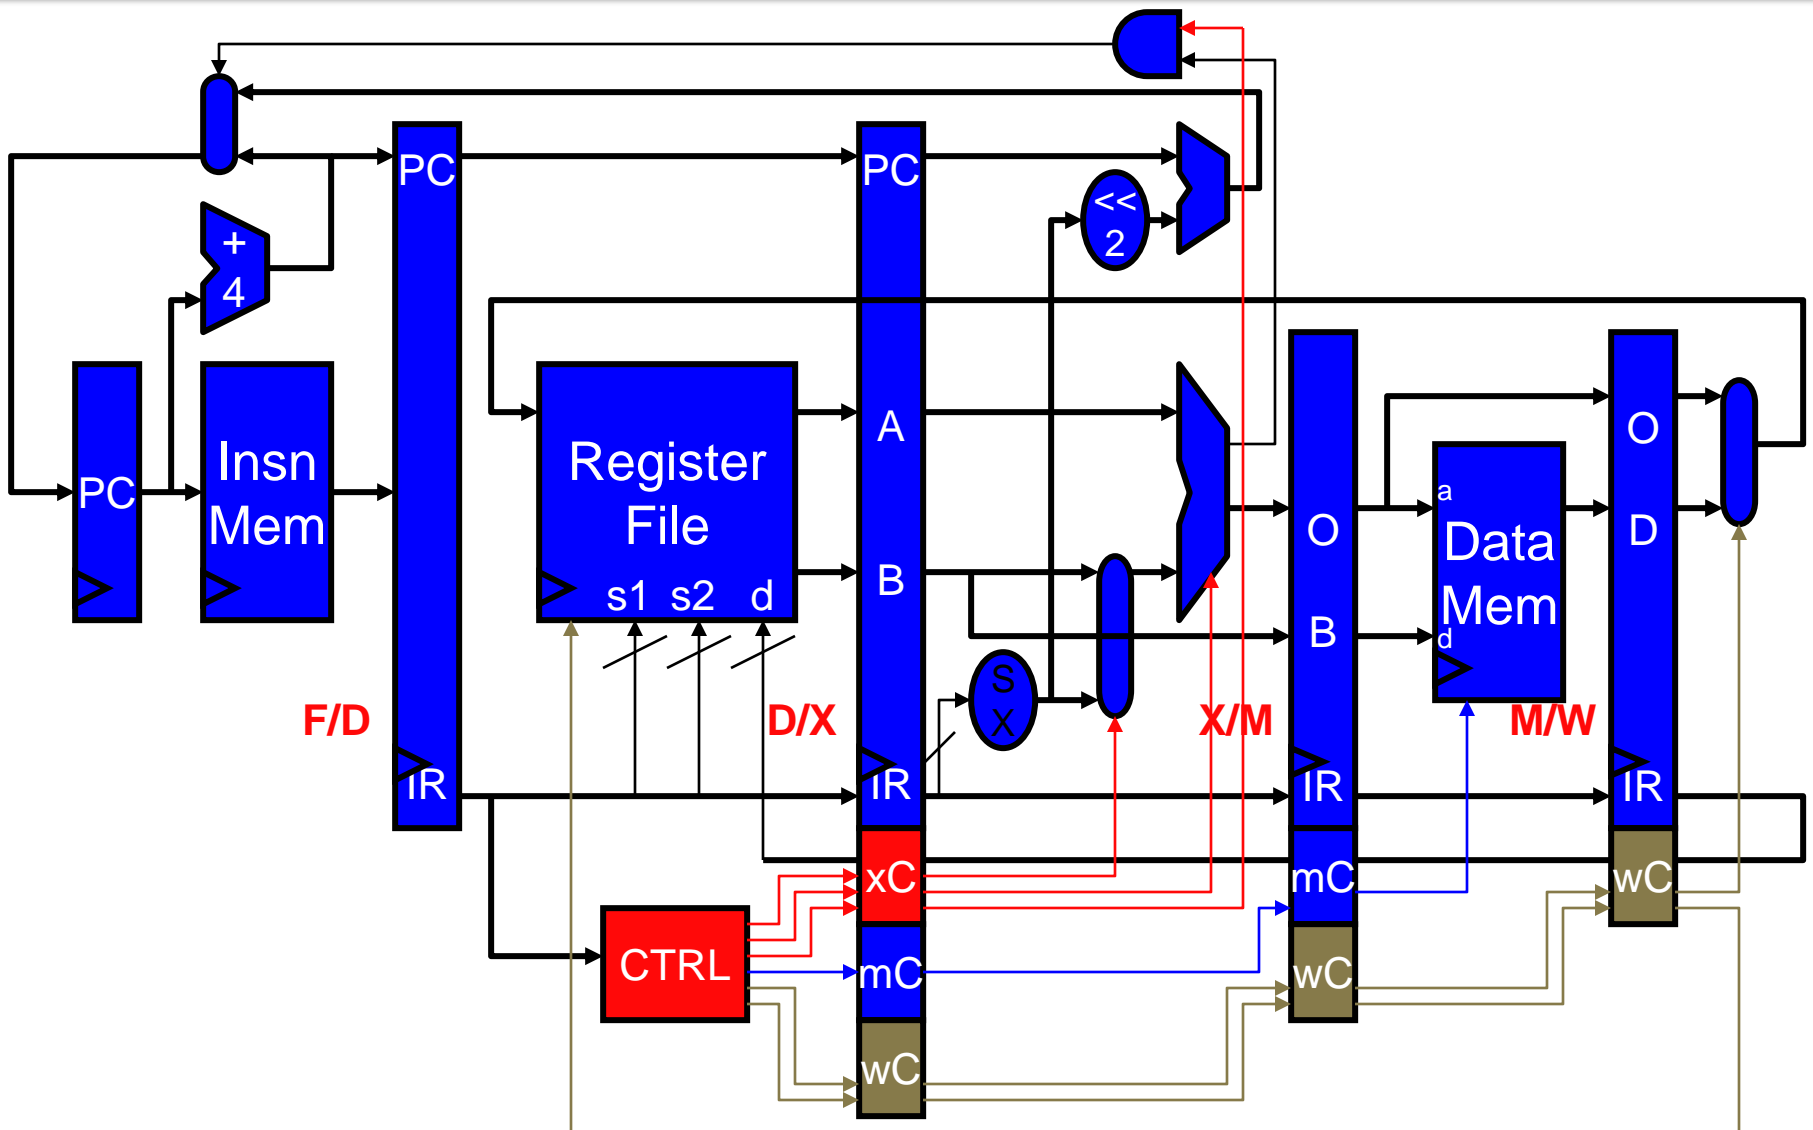 PC
PC
<<
2
+
4
A
O
Insn
Mem
Register
File
PC
a
O
D
Data
Mem
B
s1 s2 d
B
d
S
X
F/D
D/X
X/M
M/W
IR
IR
IR
IR
xC
mC
wC
CTRL
mC
wC
wC